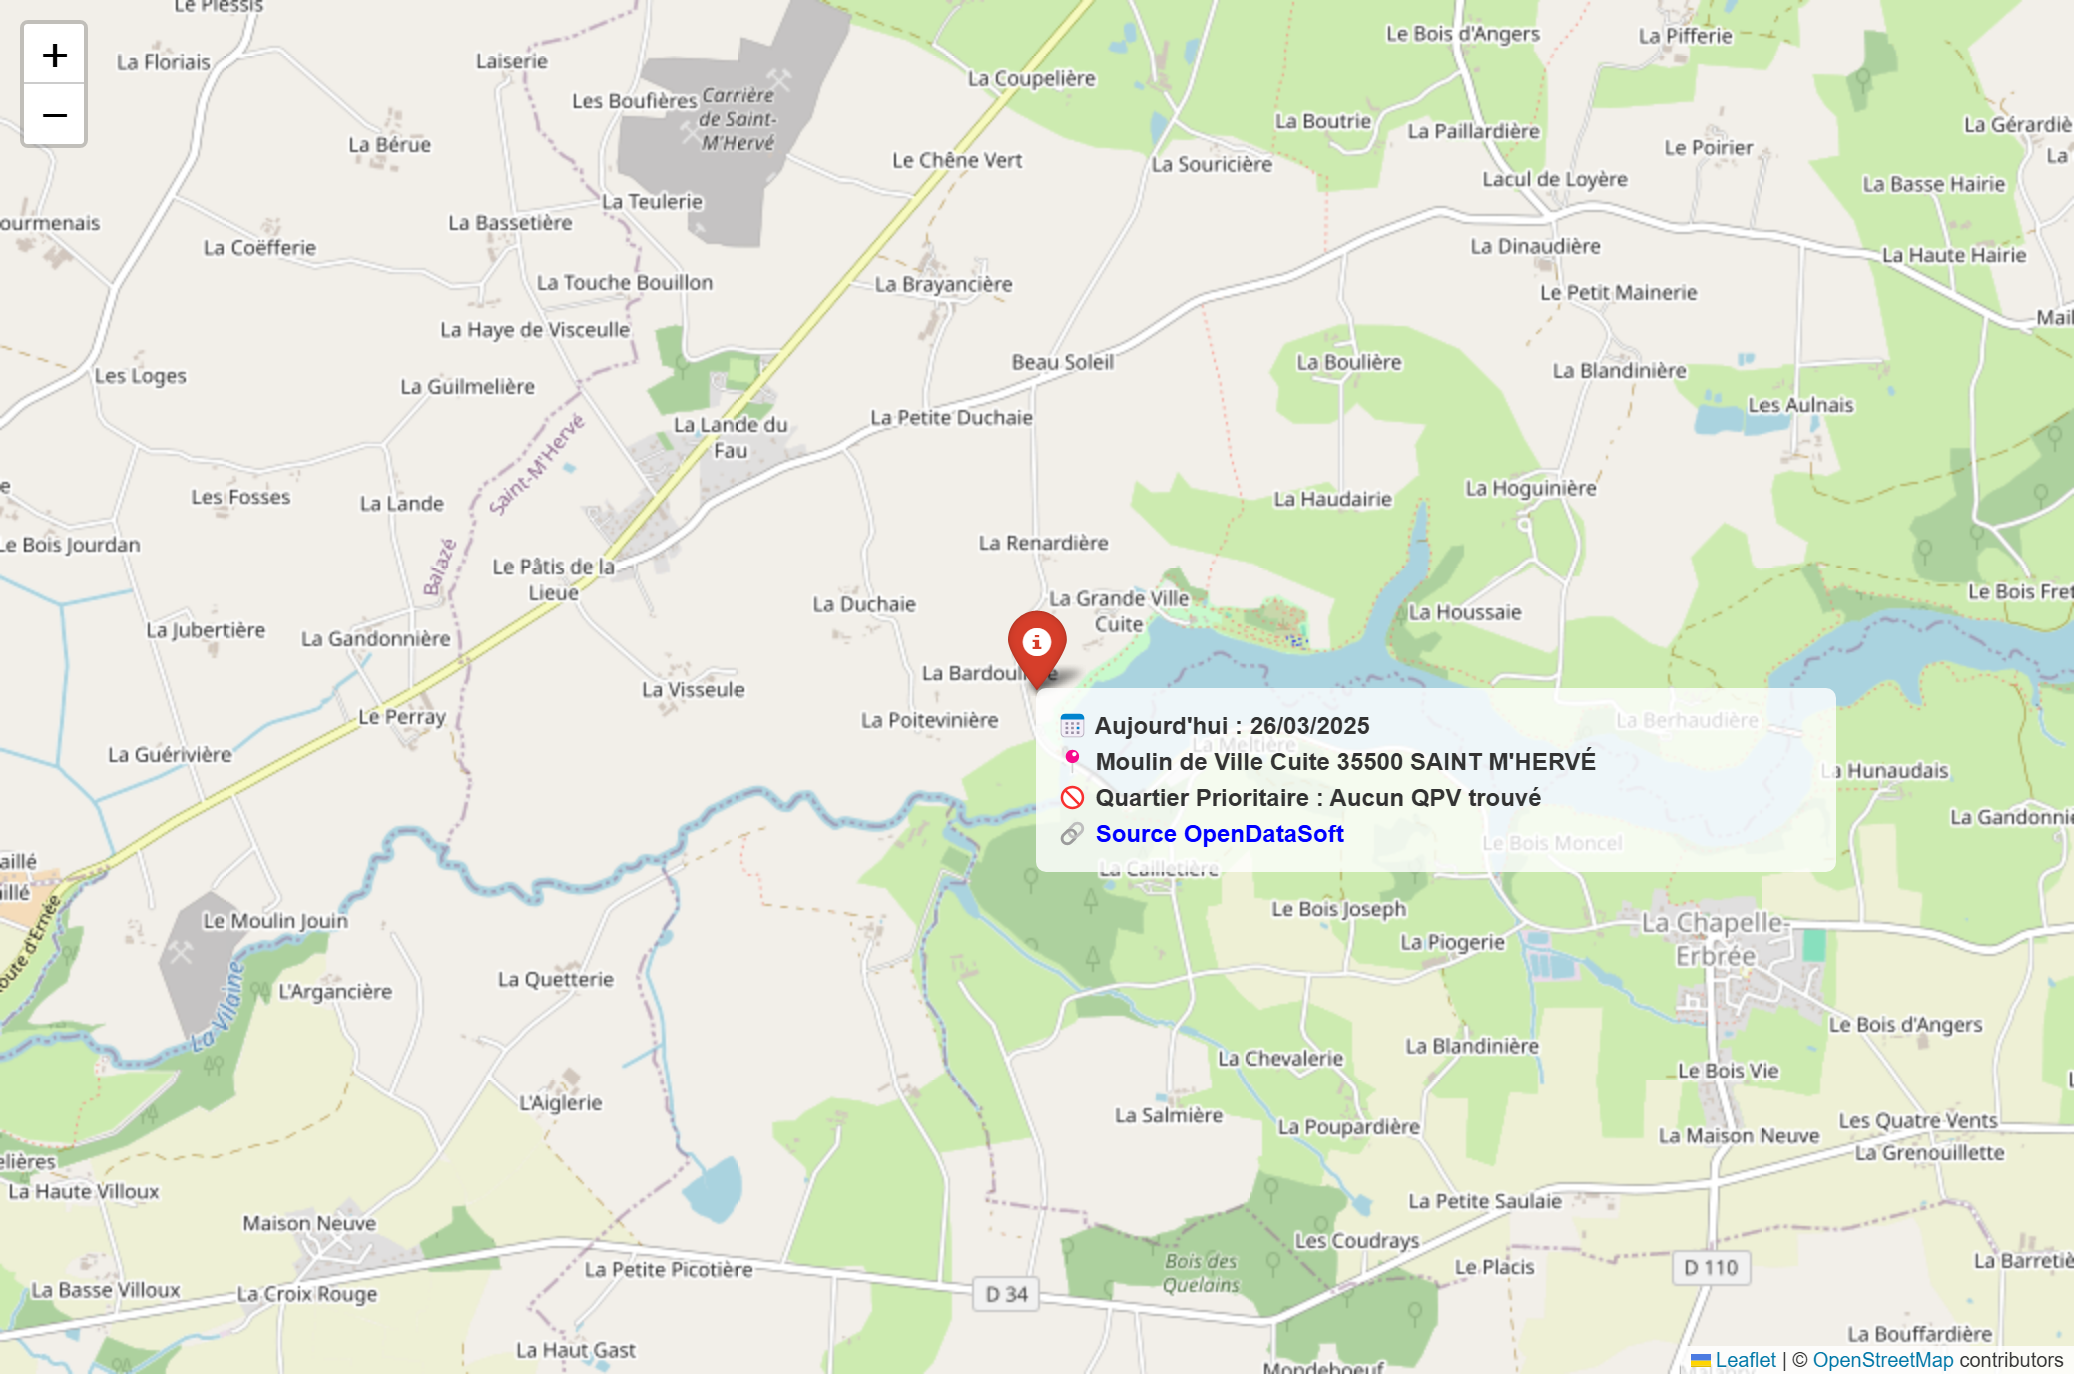 Le Plessis
+
−
La Floriais
Laiserie
Les Boufières
Carrière
de Saint-
M'Hervé
La Coupelière
Le Bois d'Angers
La Pifferie
La Bérue
Le Chêne Vert
La Souricière
La Boutrie
La Paillardière
Le Poirier
La Gérardiè
La
La Teulerie
La Bassetière
Lacul de Loyère
La Basse Hairie
ourmenais
La Coëfferie
La Touche Bouillon
La Brayancière
La Dinaudière
La Haute Hairie
Le Petit Mainerie
Mail
La Haye de Visceulle
Les Loges
La Guilmelière
Beau Soleil
La Boulière
La Blandinière
Les Aulnais
La Lande du
Fau
La Petite Duchaie
Saint-M'Hervé
Balazé
Les Fosses
La Lande
La Haudairie
La Hoguinière
Le Bois Jourdan
Le Pâtis de la
Lieue
La Renardière
La Duchaie
La Grande Ville
Cuite
La Houssaie
Le Bois Fret
La Jubertière
La Gandonnière
La Visseule
La Poitevinière
La Berhaudière
Le Perray
La Guérivière
La Meltière
Aujourd'hui : 26/03/2025
Moulin de Ville Cuite 35500 SAINT M'HERVÉ
Quartier Prioritaire : Aucun QPV trouvé
Source OpenDataSoft
La Hunaudais
La Gandonnie
Le Bois Moncel
La Cailletière
aillé
illé
oute d'Ernée
Le Moulin Jouin
La Vilaine
L'Argancière
La Quetterie
Le Bois Joseph
La Piogerie
La Chapelle-
Erbrée
Le Bois d'Angers
La Chevalerie
La Blandinière
Le Bois Vie
L'Aiglerie
La Salmière
La Poupardière
Les Quatre Vents
La Maison Neuve
La Grenouillette
elières
La Haute Villoux
La Petite Saulaie
Maison Neuve
Les Coudrays
Bois des
Quelains
Le Placis
D 110
La Barretiè
La Petite Picotière
La Basse Villoux
La Croix Rouge
D 34
La Bouffardière
La Haut Gast
Mondeboeuf
Leaflet | © OpenStreetMap contributors